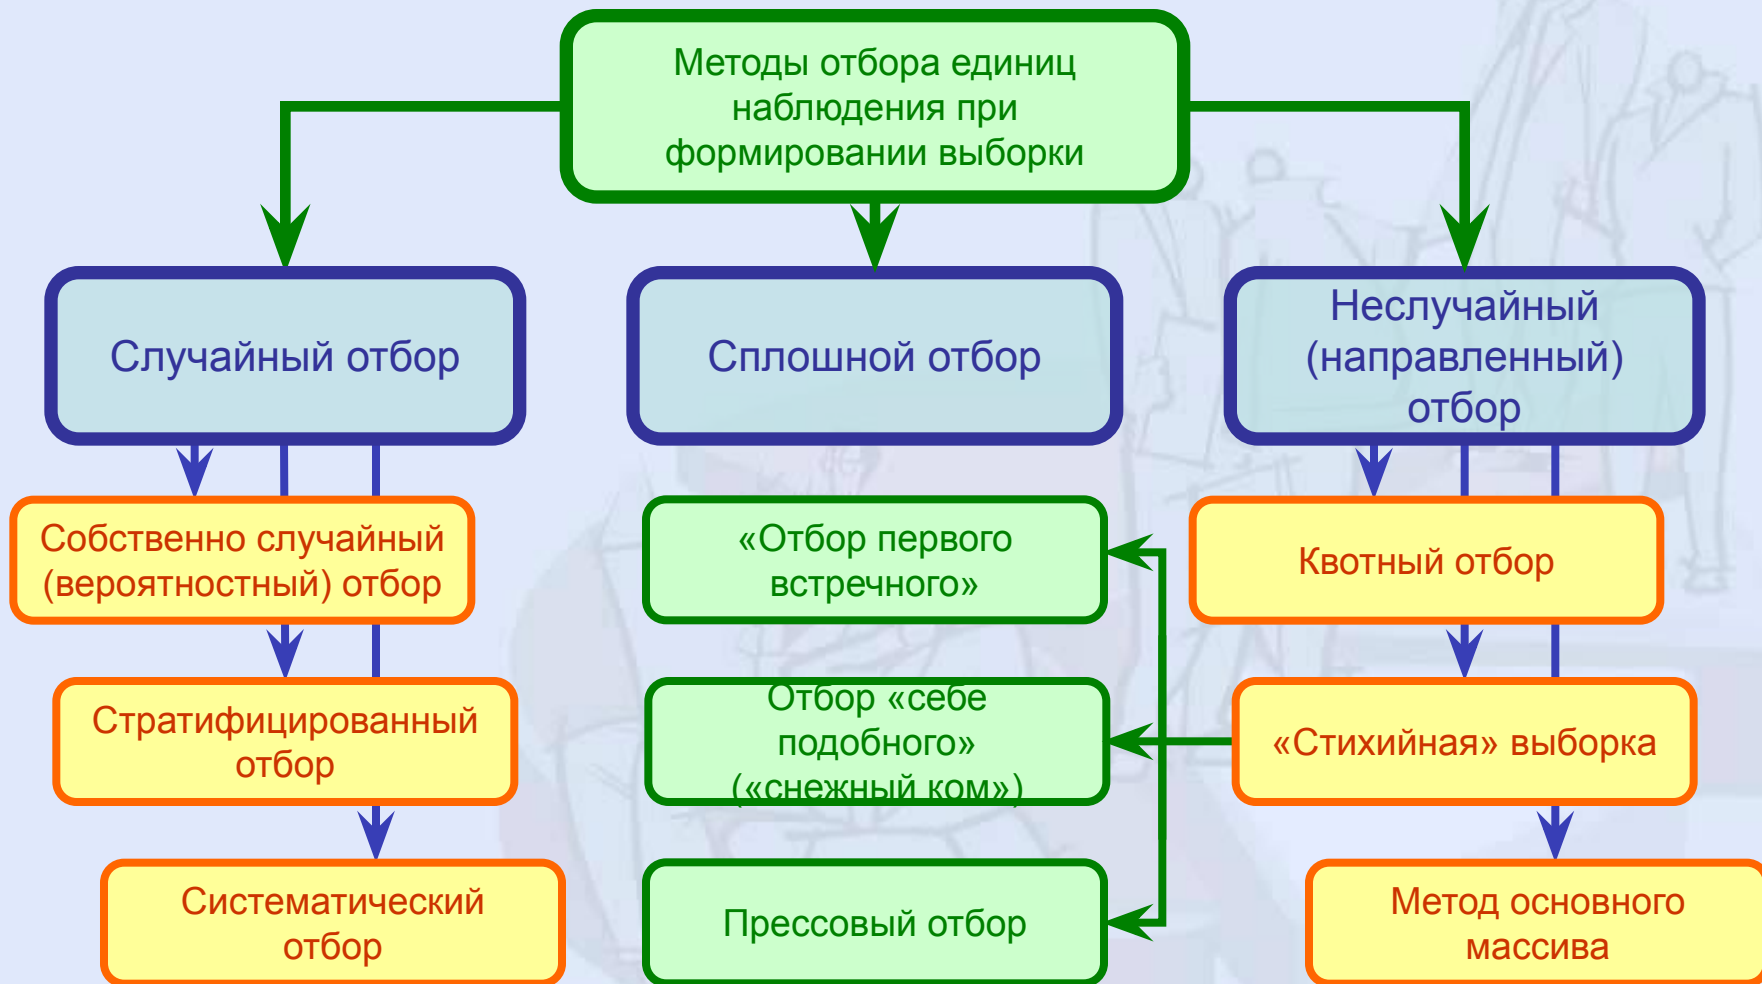 Методы отбора единиц
наблюдения при
формировании выборки
Случайный отбор
Сплошной отбор
Неслучайный
(направленный)
отбор
Собственно случайный
(вероятностный) отбор
«Отбор первого
встречного»
Квотный отбор
Стратифицированный
отбор
Отбор «себе
подобного»
(«снежный ком»)
«Стихийная» выборка
Систематический
отбор
Прессовый отбор
Метод основного
массива